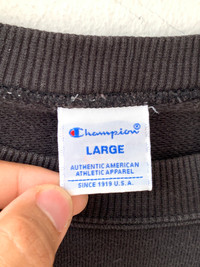 Champion®
LARGE
AUTHENTIC AMERICAN
ATHLETIC APPAREL
SINCE 1919 U.S.A.